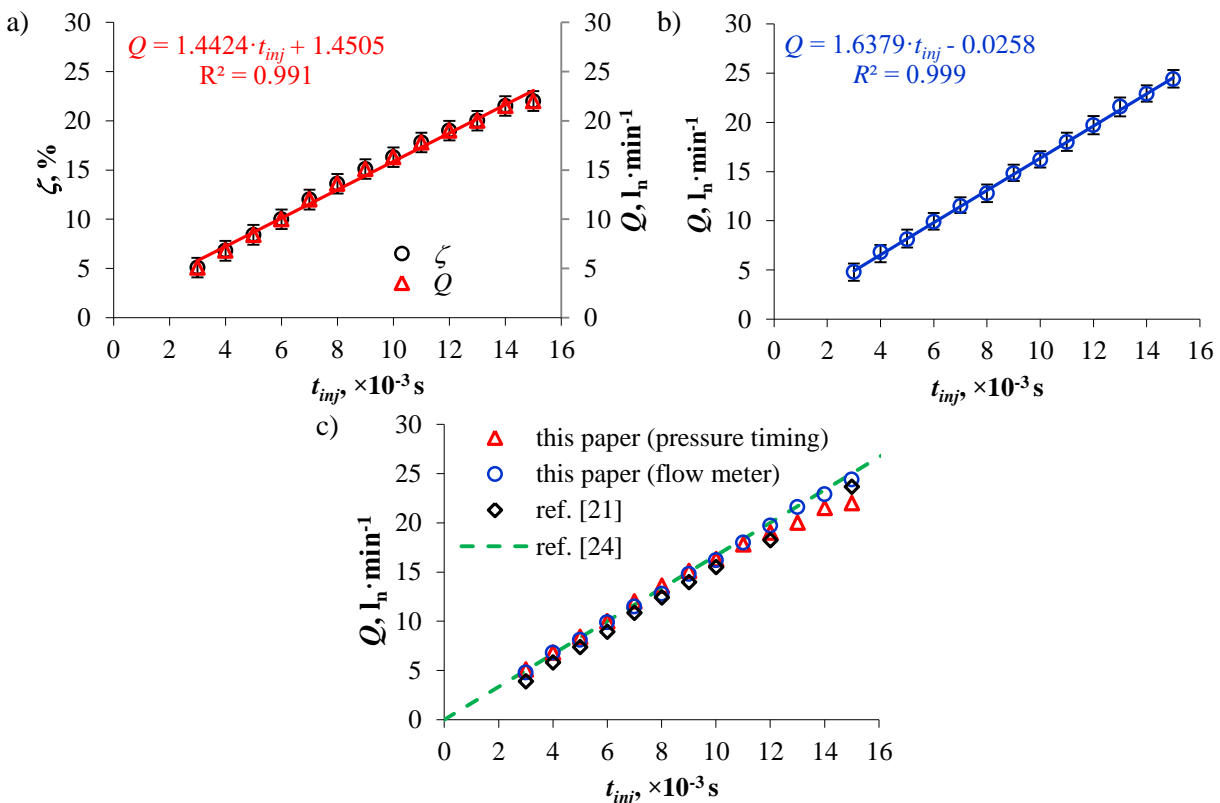 a)
Q = 1.4424·t_inj + 1.4505
R² = 0.991
30
25
20
15
10
5
0
ζ, %
30
25
20
15
10
5
0
Q, lₙ·min⁻¹
ζ
Q
0 2 4 6 8 10 12 14 16
t_inj, ×10⁻³ s
b)
Q = 1.6379·t_inj - 0.0258
R² = 0.999
30
25
20
15
10
5
0
Q, lₙ·min⁻¹
0 2 4 6 8 10 12 14 16
t_inj, ×10⁻³ s
c)
this paper (pressure timing)
this paper (flow meter)
ref. [21]
ref. [24]
30
25
20
15
10
5
0
Q, lₙ·min⁻¹
0 2 4 6 8 10 12 14 16
t_inj, ×10⁻³ s